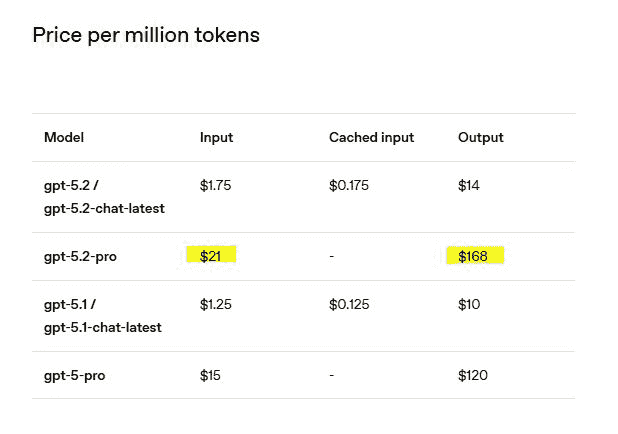 Price per million tokens
Model Input Cached input Output
gpt-5.2 / $1.75 $0.175 $14
gpt-5.2-chat-latest
gpt-5.2-pro $21 - $168
gpt-5.1 / $1.25 $0.125 $10
gpt-5.1-chat-latest
gpt-5-pro $15 - $120